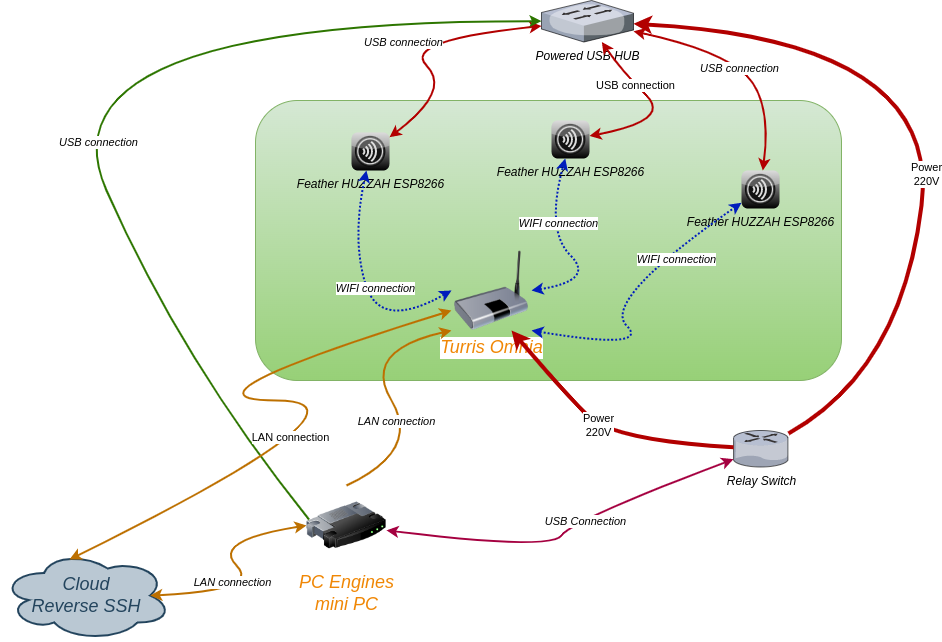 USB connection
Powered USB HUB
USB connection
USB connection
USB connection
Feather HUZZAH ESP8266
Feather HUZZAH ESP8266
Feather HUZZAH ESP8266
Power
220V
WIFI connection
WIFI connection
WIFI connection
Turris Omnia
LAN connection
LAN connection
Power
220V
Relay Switch
USB Connection
LAN connection
Cloud
Reverse SSH
PC Engines
mini PC